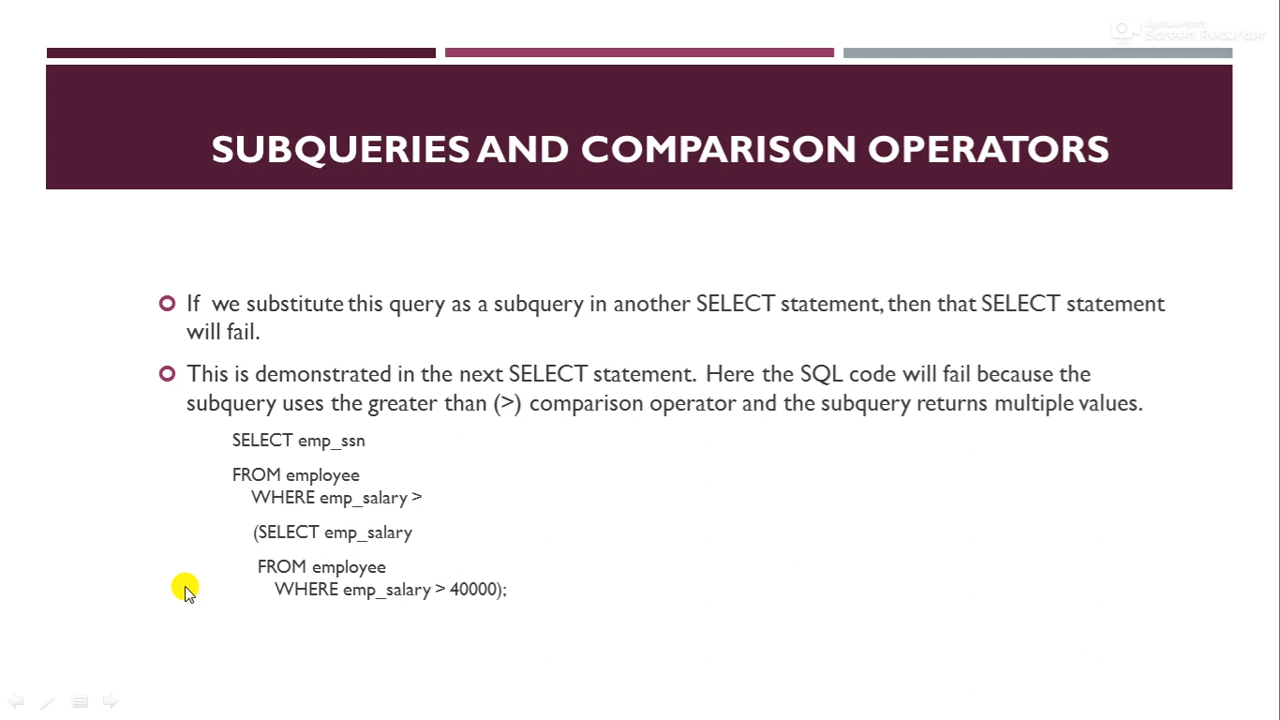 Apowersoft
Screen Recorder
SUBQUERIES AND COMPARISON OPERATORS
If we substitute this query as a subquery in another SELECT statement, then that SELECT statement
will fail.
This is demonstrated in the next SELECT statement. Here the SQL code will fail because the
subquery uses the greater than (>) comparison operator and the subquery returns multiple values.
SELECT emp_ssn
FROM employee
WHERE emp_salary >
(SELECT emp_salary
FROM employee
WHERE emp_salary > 40000);